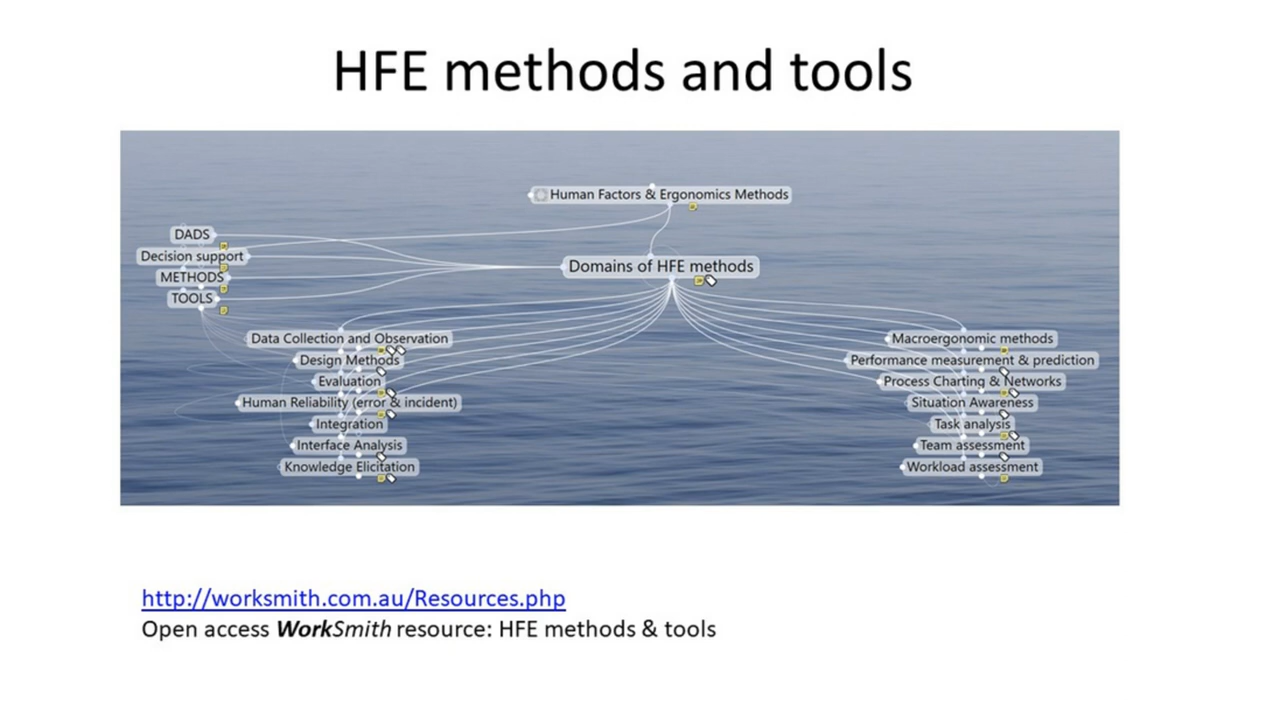 HFE methods and tools
Human Factors & Ergonomics Methods
DADS
Decision support
METHODS
TOOLS
Domains of HFE methods
Data Collection and Observation
Design Methods
Evaluation
Human Reliability (error & incident)
Integration
Interface Analysis
Knowledge Elicitation
Macroergonomic methods
Performance measurement & prediction
Process Charting & Networks
Situation Awareness
Task analysis
Team assessment
Workload assessment
http://worksmith.com.au/Resources.php
Open access WorkSmith resource: HFE methods & tools